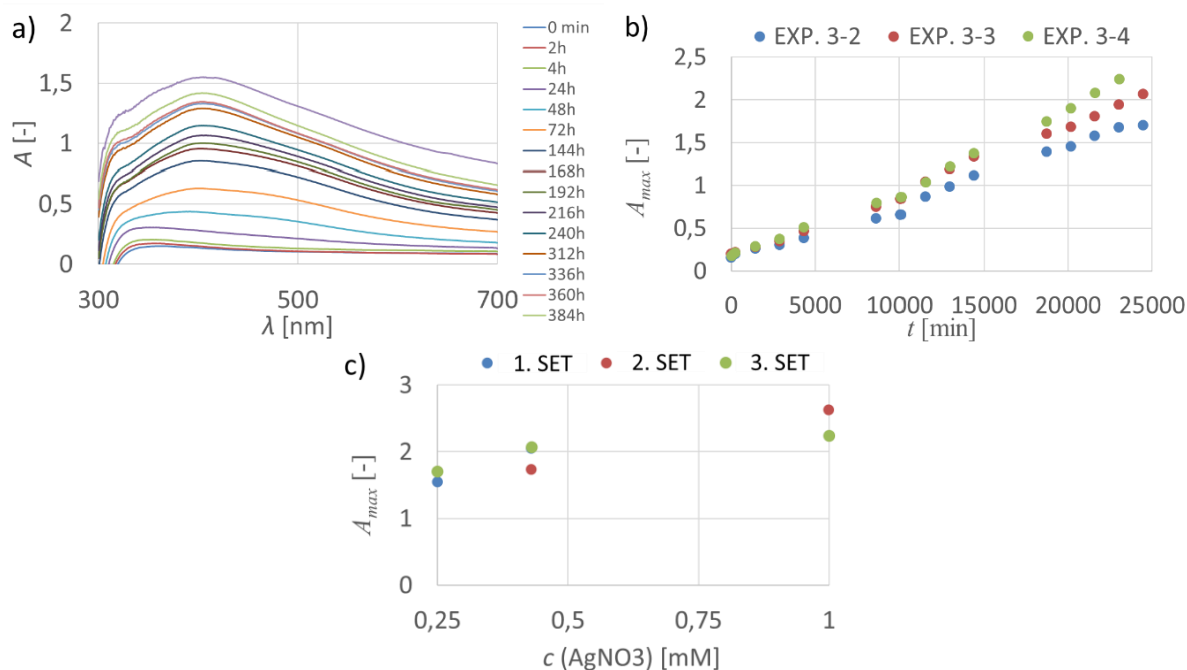 a)
2
1,5
1
0,5
0
A [-]
300
500
700
λ [nm]
0 min
2h
4h
24h
48h
72h
144h
168h
192h
216h
240h
312h
336h
360h
384h
b)
EXP. 3-2 EXP. 3-3 EXP. 3-4
2,5
2
1,5
1
0,5
0
Amax [-]
0 5000 10000 15000 20000 25000
t [min]
c)
1. SET 2. SET 3. SET
3
2
1
0
Amax [-]
0,25 0,5 0,75 1
c (AgNO3) [mM]